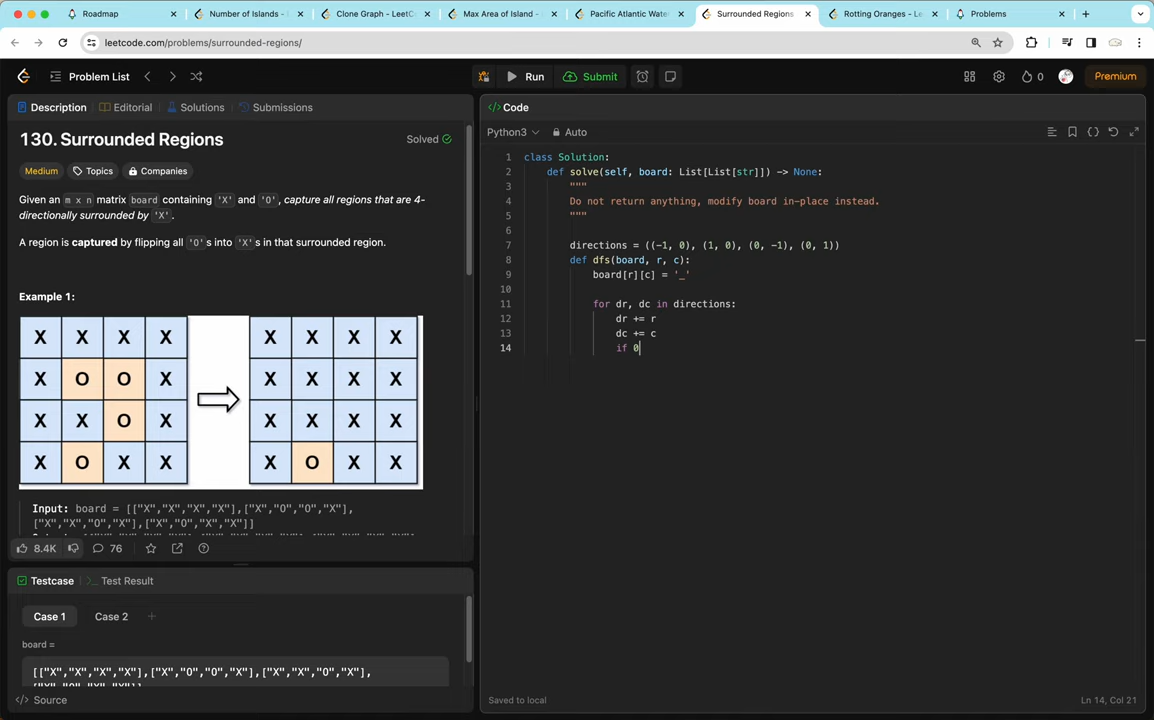 Roadmap
Number of Islands -
Clone Graph - LeetC
Max Area of Island -
Pacific Atlantic Water
Surrounded Regions
Rotting Oranges - Le
Problems
leetcode.com/problems/surrounded-regions/
Problem List
Run
Submit
0
Premium
Description
Editorial
Solutions
Submissions
</> Code
130. Surrounded Regions
Solved
Python3
Auto
Medium
Topics
Companies
Given an m x n matrix board containing 'X' and 'O', capture all regions that are 4-
directionally surrounded by 'X'.
A region is captured by flipping all 'O's into 'X's in that surrounded region.
Example 1:
X X X X X X X X
X O O X X X X X
X X O X X X X X
X O X X X O X X
Input: board = [["X","X","X","X"],["X","O","O","X"],
["X","X","O","X"],["X","O","X","X"]]
8.4K
76
Testcase
Test Result
Case 1
Case 2
board =
[["X","X","X","X"],["X","O","O","X"],["X","X","O","X"],
</> Source
1 class Solution:
2 def solve(self, board: List[List[str]]) -> None:
3 """
4 Do not return anything, modify board in-place instead.
5 """
6
7 directions = ((-1, 0), (1, 0), (0, -1), (0, 1))
8 def dfs(board, r, c):
9 board[r][c] = '_'
10
11 for dr, dc in directions:
12 dr += r
13 dc += c
14 if 0
Saved to local
Ln 14, Col 21